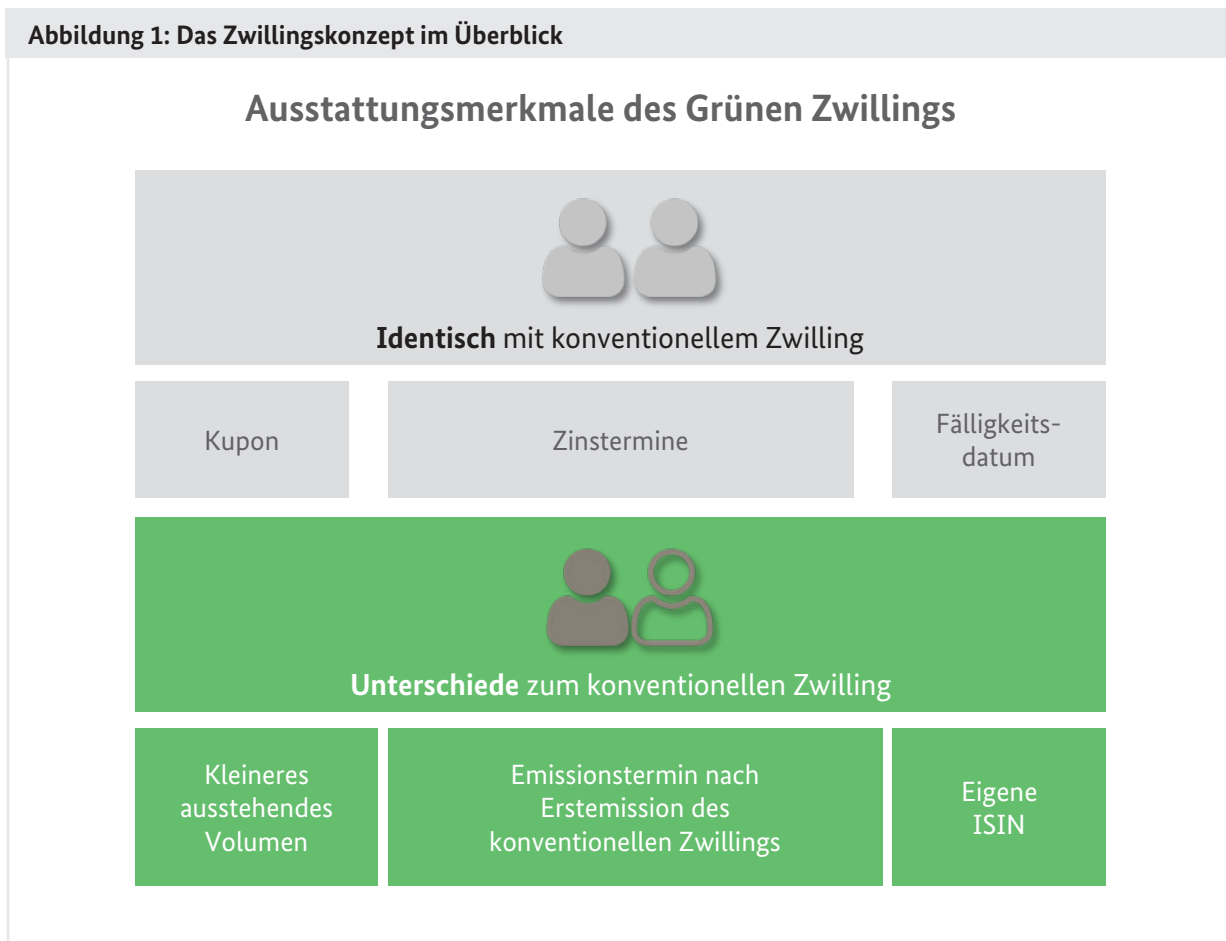 Abbildung 1: Das Zwillingskonzept im Überblick
Ausstattungsmerkmale des Grünen Zwillings
Identisch mit konventionellem Zwilling
Kupon
Zinstermine
Fälligkeits-
datum
Unterschiede zum konventionellen Zwilling
Kleineres
ausstehendes
Volumen
Emissionstermin nach
Erstemission des
konventionellen Zwillings
Eigene
ISIN